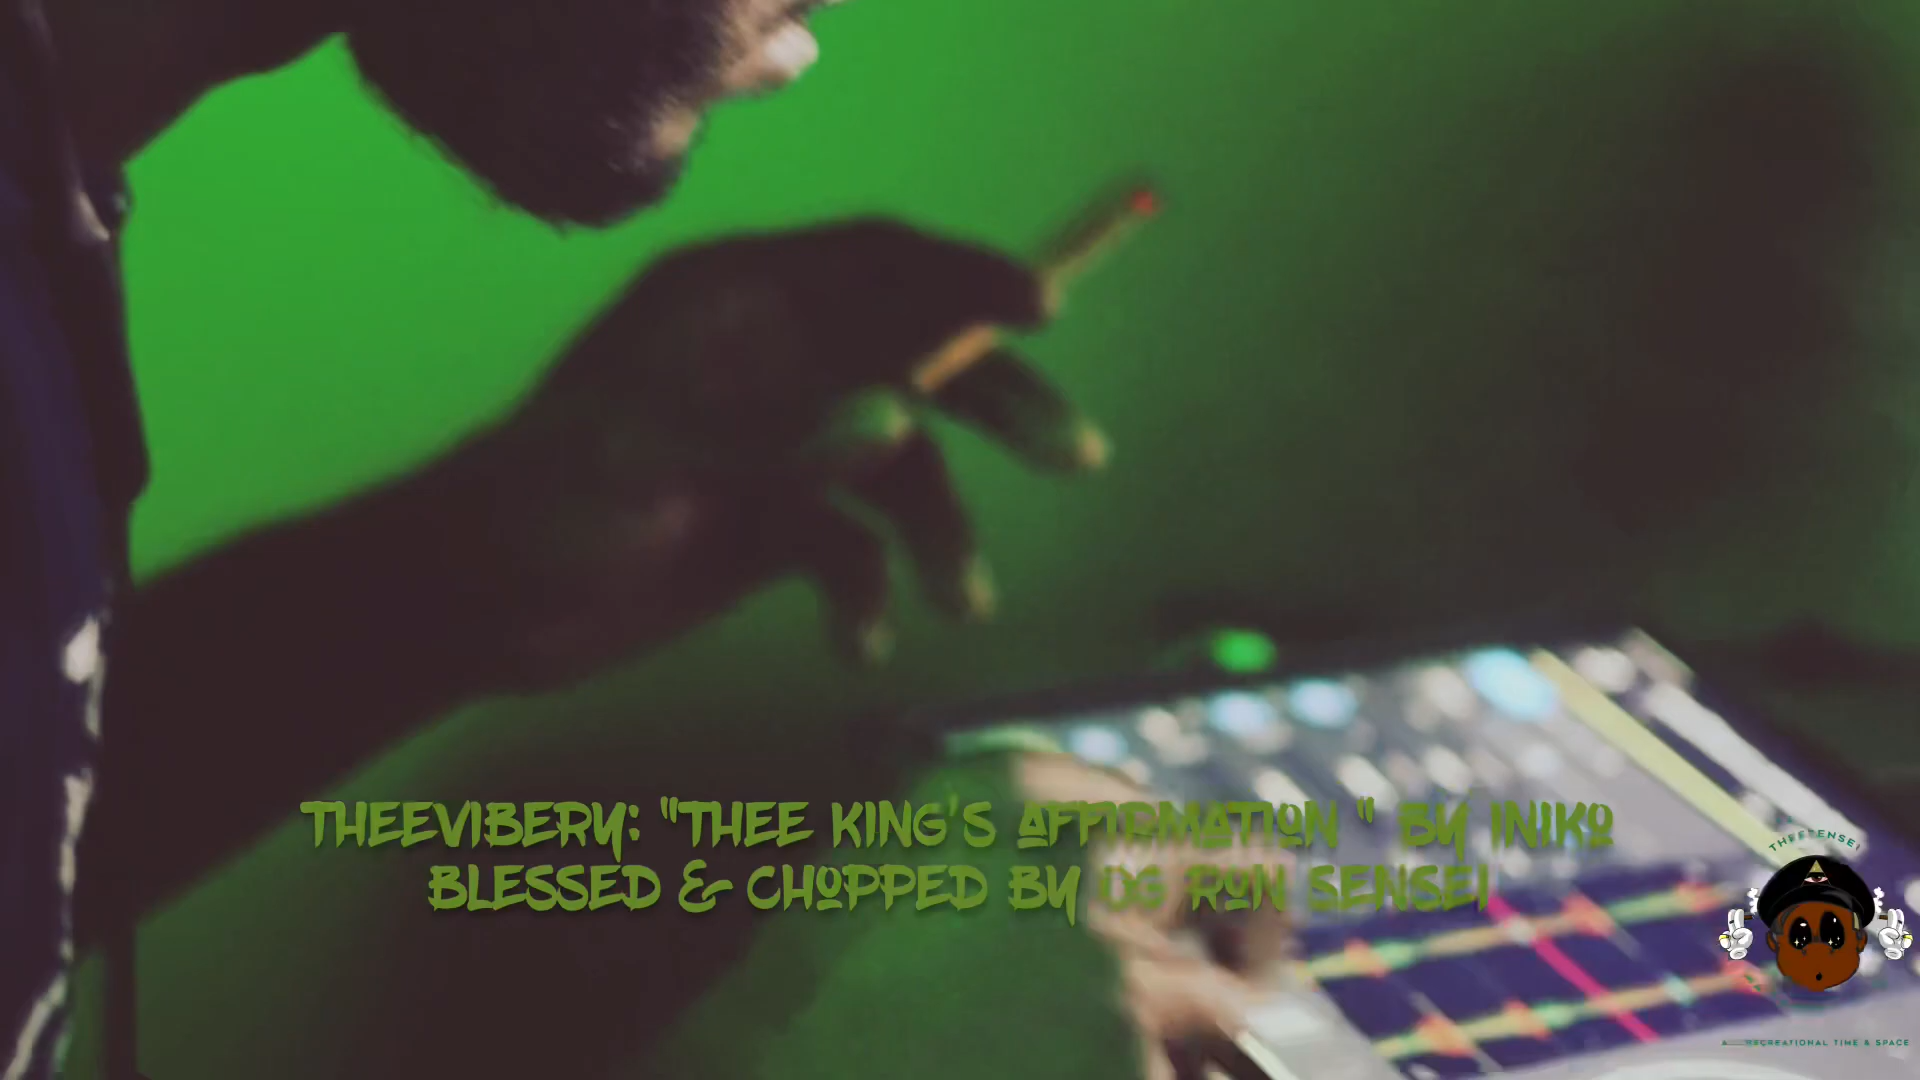 THEEVIBERY: "THEE KING'S AFFIRMATION " BY INIKO
BLESSED & CHOPPED BY OG RON SENSEI
THEESENSEI
RECREATIONAL TIME & SPACE